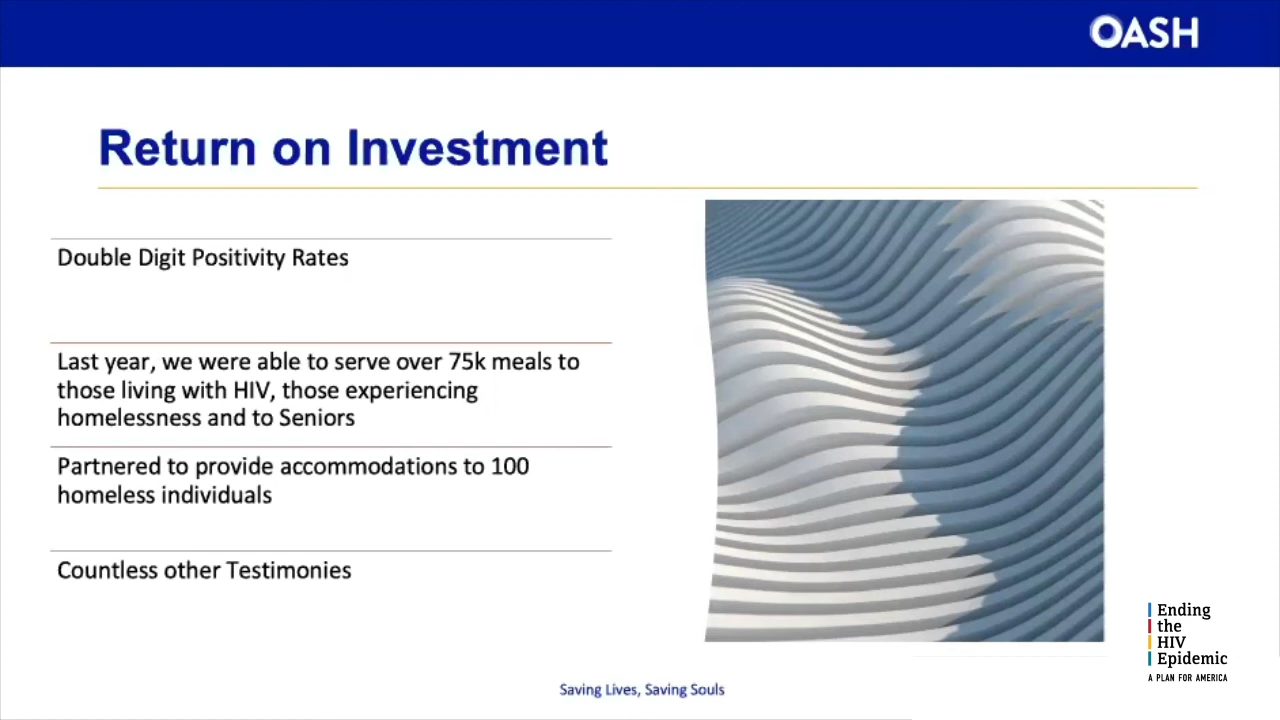 OASH
Return on Investment
Double Digit Positivity Rates
Last year, we were able to serve over 75k meals to
those living with HIV, those experiencing
homelessness and to Seniors
Partnered to provide accommodations to 100
homeless individuals
Countless other Testimonies
Ending
the
HIV
Epidemic
A PLAN FOR AMERICA
Saving Lives, Saving Souls